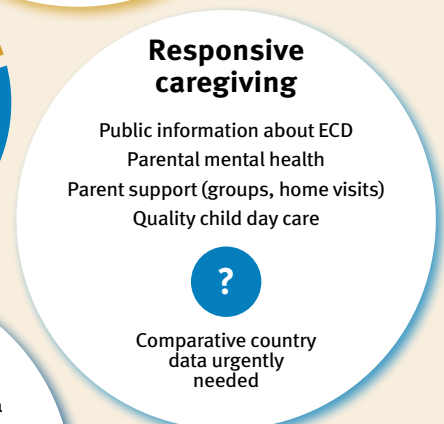 Responsive
caregiving
Public information about ECD
Parental mental health
Parent support (groups, home visits)
Quality child day care
?
Comparative country
data urgently
needed